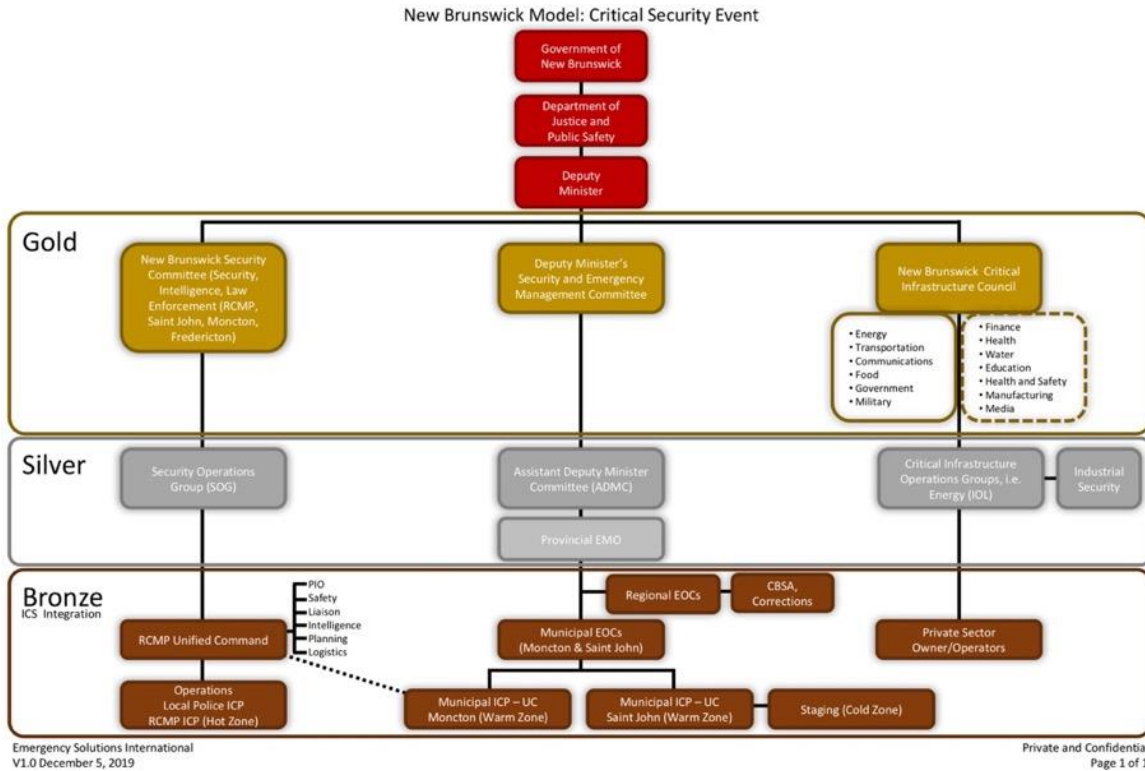 New Brunswick Model: Critical Security Event
Government of
New Brunswick
Department of
Justice and
Public Safety
Deputy
Minister
Gold
New Brunswick Security
Committee (Security,
Intelligence, Law
Enforcement (RCMP,
Saint John, Moncton,
Fredericton)
Deputy Minister's
Security and Emergency
Management Committee
New Brunswick Critical
Infrastructure Council
• Energy
• Transportation
• Communications
• Food
• Government
• Military
• Finance
• Health
• Water
• Education
• Health and Safety
• Manufacturing
• Media
Silver
Security Operations
Group (SOG)
Assistant Deputy Minister
Committee (ADMC)
Provincial EMO
Critical Infrastructure
Operations Groups, i.e.
Energy (IOL)
Industrial
Security
Bronze
ICS Integration
PIO
Safety
Liaison
Intelligence
Planning
Logistics
RCMP Unified Command
Operations
Local Police ICP
RCMP ICP (Hot Zone)
Regional EOCs
CBSA,
Corrections
Municipal EOCs
(Moncton & Saint John)
Municipal ICP – UC
Moncton (Warm Zone)
Municipal ICP – UC
Saint John (Warm Zone)
Staging (Cold Zone)
Private Sector
Owner/Operators
Emergency Solutions International
V1.0 December 5, 2019
Private and Confidentia
Page 1 of